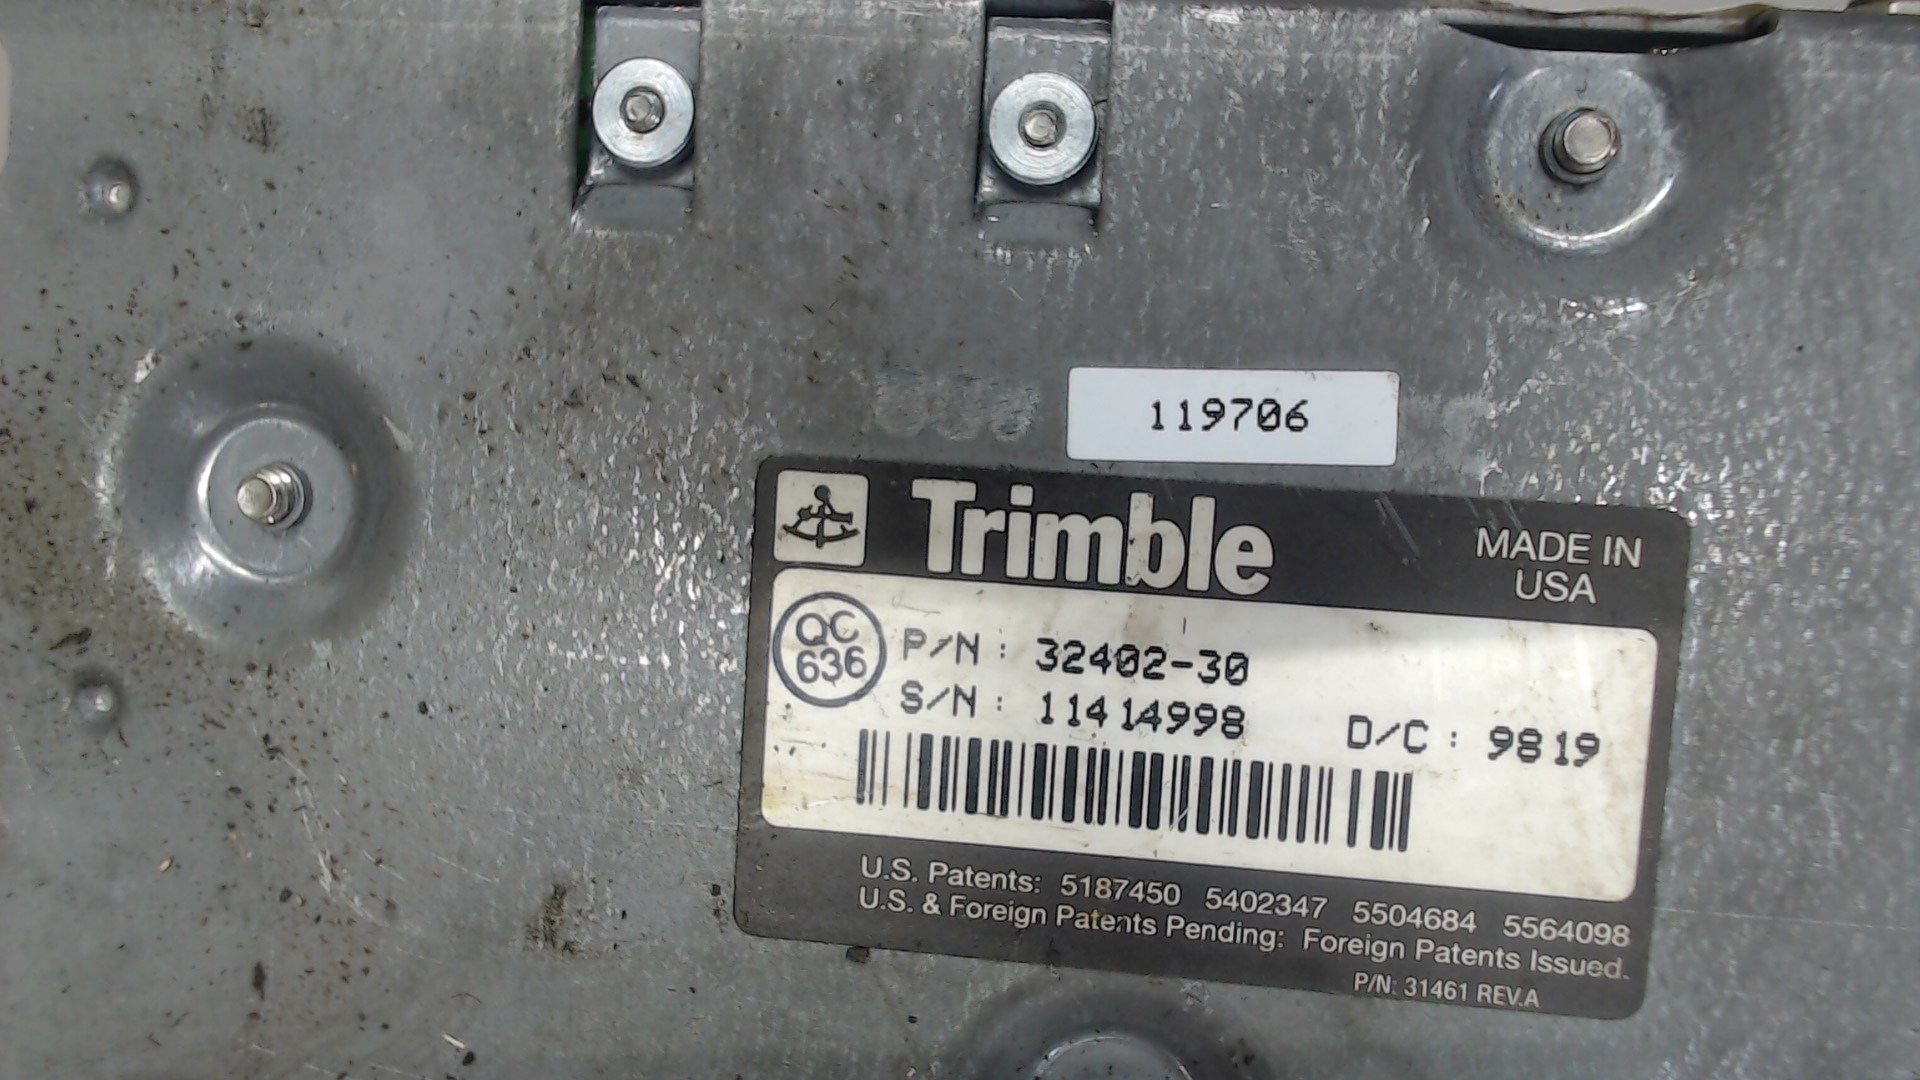 119706
Trimble
MADE IN
USA
QC
636
P/N: 32402-30
S/N: 11414998 D/C: 9819
U.S. Patents: 5187450 5402347 5504684 5564098
U.S. & Foreign Patents Pending: Foreign Patents Issued.
P/N: 31461 REV.A